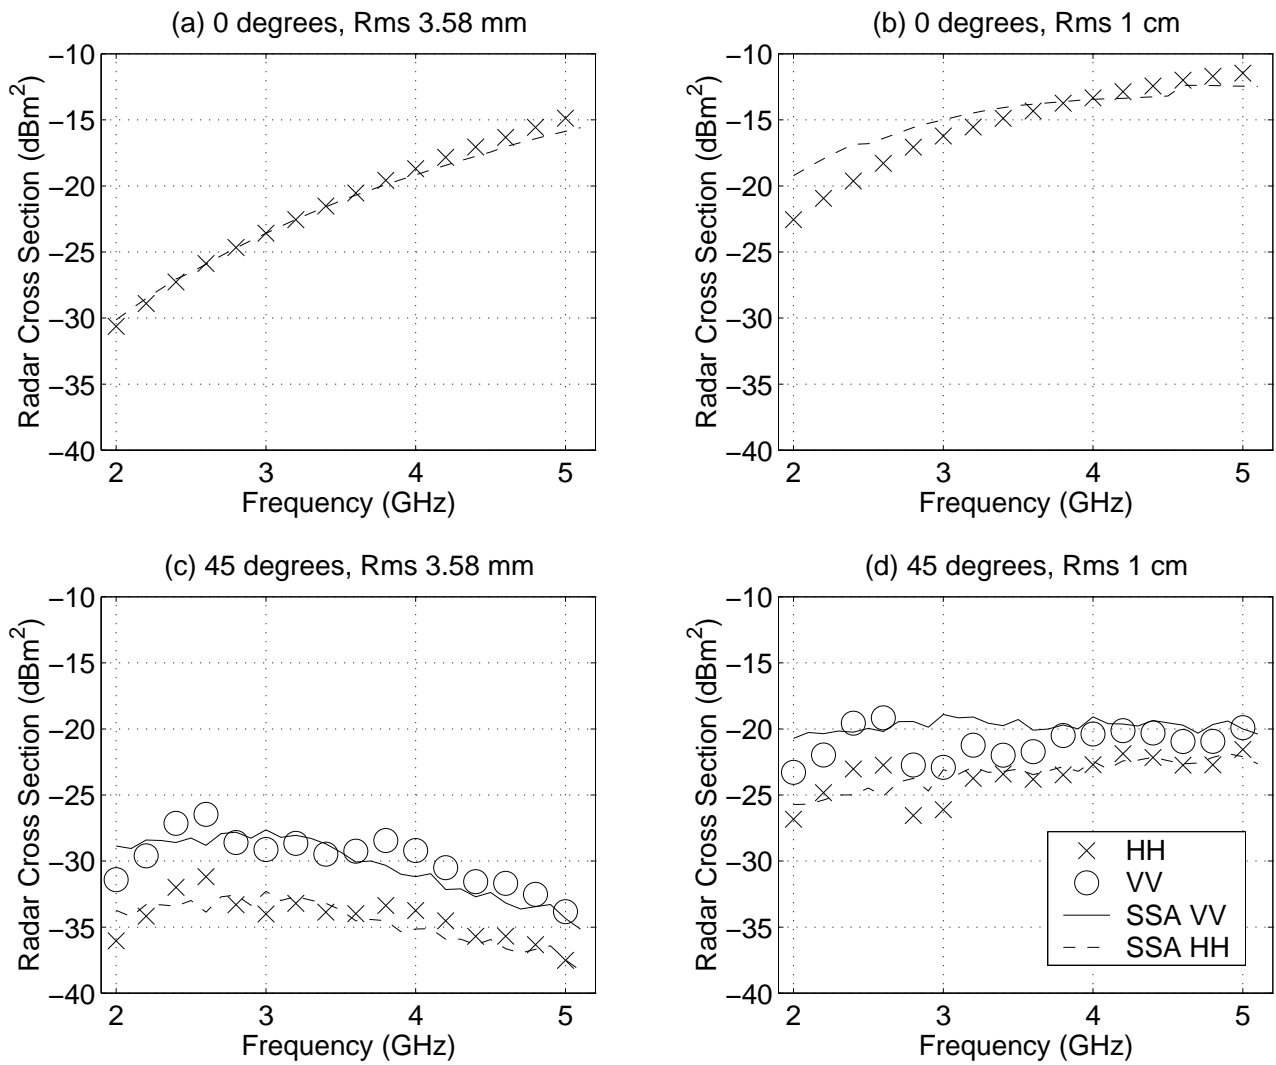 (a) 0 degrees, Rms 3.58 mm
Radar Cross Section (dBm²)
−10
−15
−20
−25
−30
−35
−40
2 3 4 5
Frequency (GHz)
(b) 0 degrees, Rms 1 cm
Radar Cross Section (dBm²)
−10
−15
−20
−25
−30
−35
−40
2 3 4 5
Frequency (GHz)
(c) 45 degrees, Rms 3.58 mm
Radar Cross Section (dBm²)
−10
−15
−20
−25
−30
−35
−40
2 3 4 5
Frequency (GHz)
(d) 45 degrees, Rms 1 cm
Radar Cross Section (dBm²)
−10
−15
−20
−25
−30
−35
−40
2 3 4 5
Frequency (GHz)
HH
VV
SSA VV
SSA HH